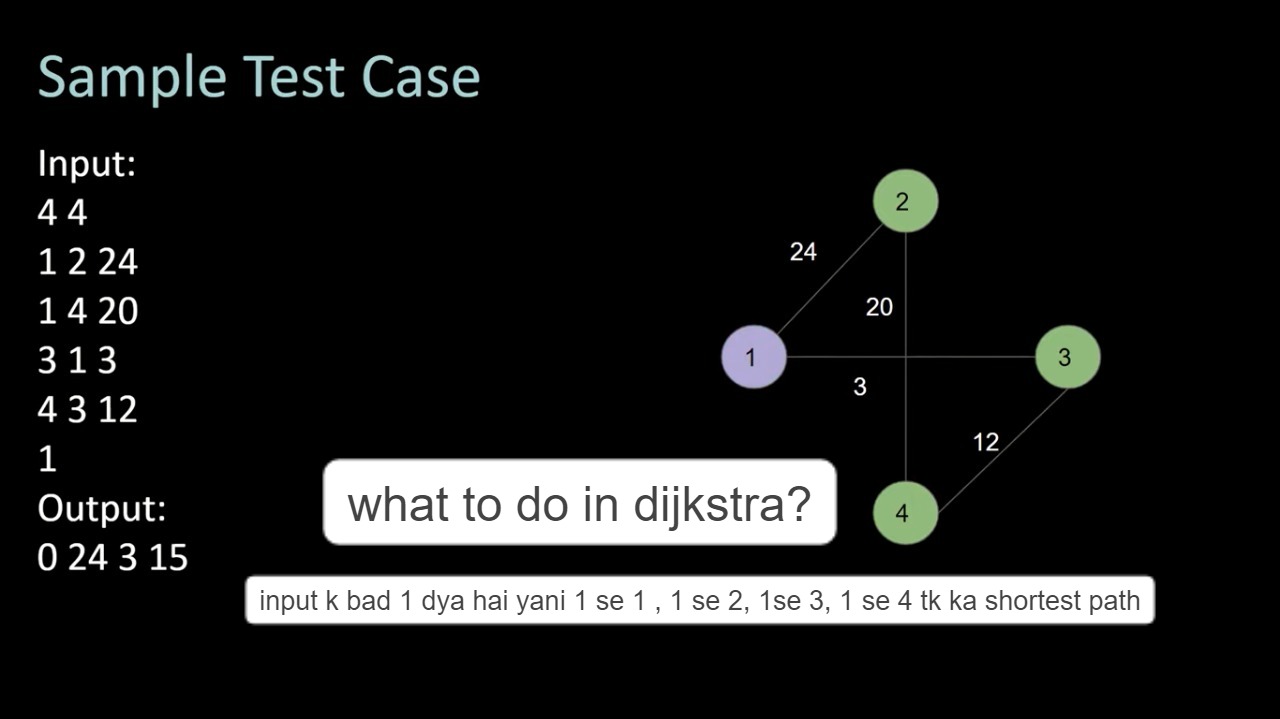 Sample Test Case
Input:
4 4
1 2 24
1 4 20
3 1 3
4 3 12
1
Output:
0 24 3 15
2
24
20
1
3
3
12
4
what to do in dijkstra?
input k bad 1 dya hai yani 1 se 1 , 1 se 2, 1se 3, 1 se 4 tk ka shortest path